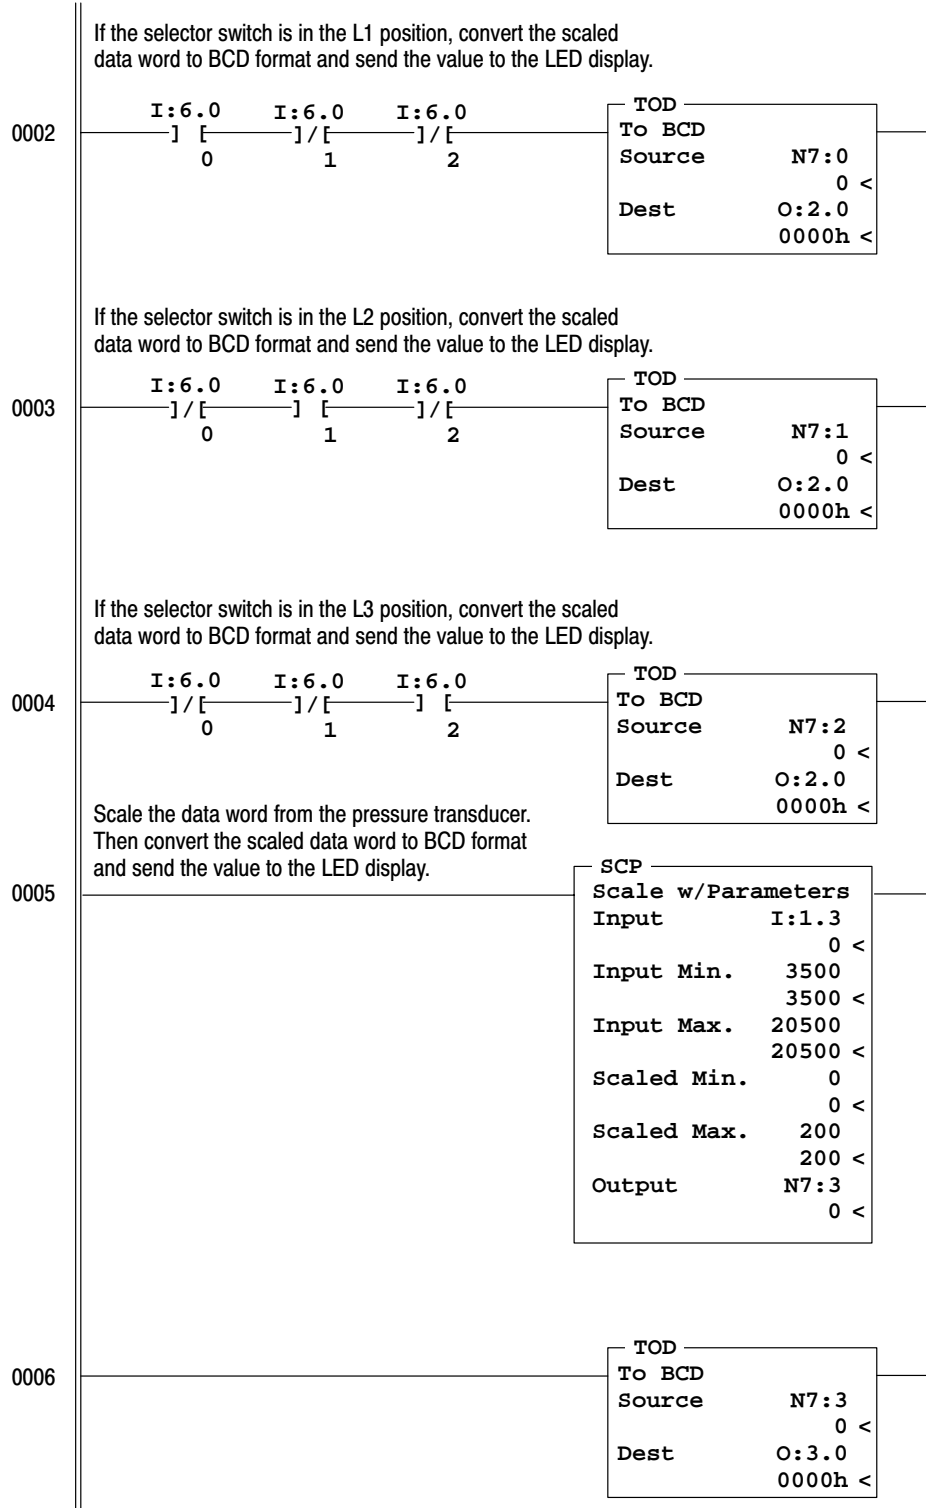 If the selector switch is in the L1 position, convert the scaled
data word to BCD format and send the value to the LED display.
0002
I:6.0 I:6.0 I:6.0
] [ ]/[ ]/[
0 1 2
TOD
To BCD
Source N7:0
0 <
Dest O:2.0
0000h <
If the selector switch is in the L2 position, convert the scaled
data word to BCD format and send the value to the LED display.
0003
I:6.0 I:6.0 I:6.0
]/[ ] [ ]/[
0 1 2
TOD
To BCD
Source N7:1
0 <
Dest O:2.0
0000h <
If the selector switch is in the L3 position, convert the scaled
data word to BCD format and send the value to the LED display.
0004
I:6.0 I:6.0 I:6.0
]/[ ]/[ ] [
0 1 2
TOD
To BCD
Source N7:2
0 <
Dest O:2.0
0000h <
Scale the data word from the pressure transducer.
Then convert the scaled data word to BCD format
and send the value to the LED display.
0005
SCP
Scale w/Parameters
Input I:1.3
0 <
Input Min. 3500
3500 <
Input Max. 20500
20500 <
Scaled Min. 0
0 <
Scaled Max. 200
200 <
Output N7:3
0 <
0006
TOD
To BCD
Source N7:3
0 <
Dest O:3.0
0000h <